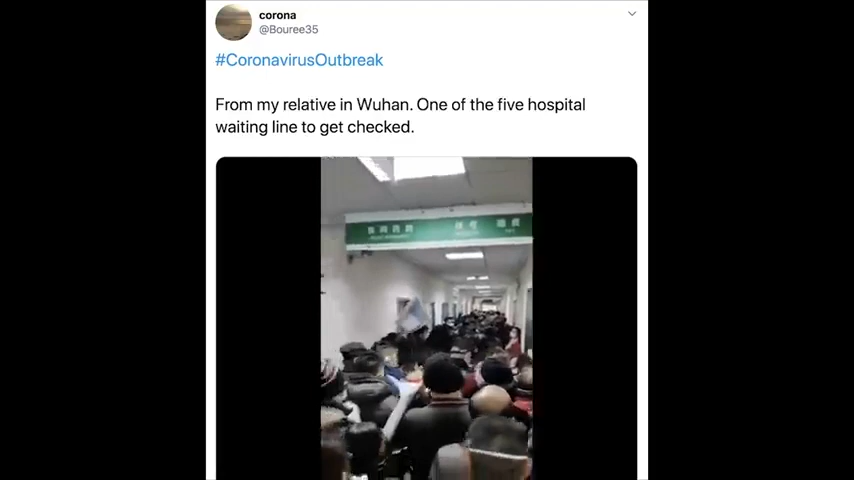 corona
@Bouree35
#CoronavirusOutbreak
From my relative in Wuhan. One of the five hospital
waiting line to get checked.